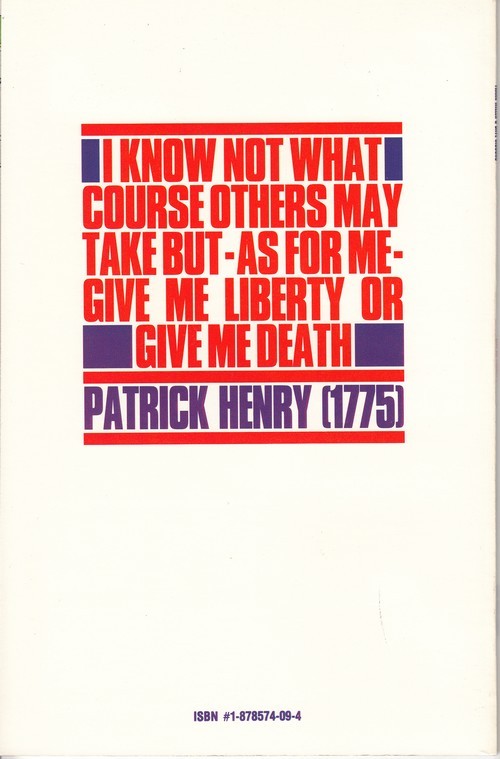 I KNOW NOT WHAT
COURSE OTHERS MAY
TAKE BUT - AS FOR ME -
GIVE ME LIBERTY OR
GIVE ME DEATH
PATRICK HENRY (1775)
ISBN #1-878574-09-4